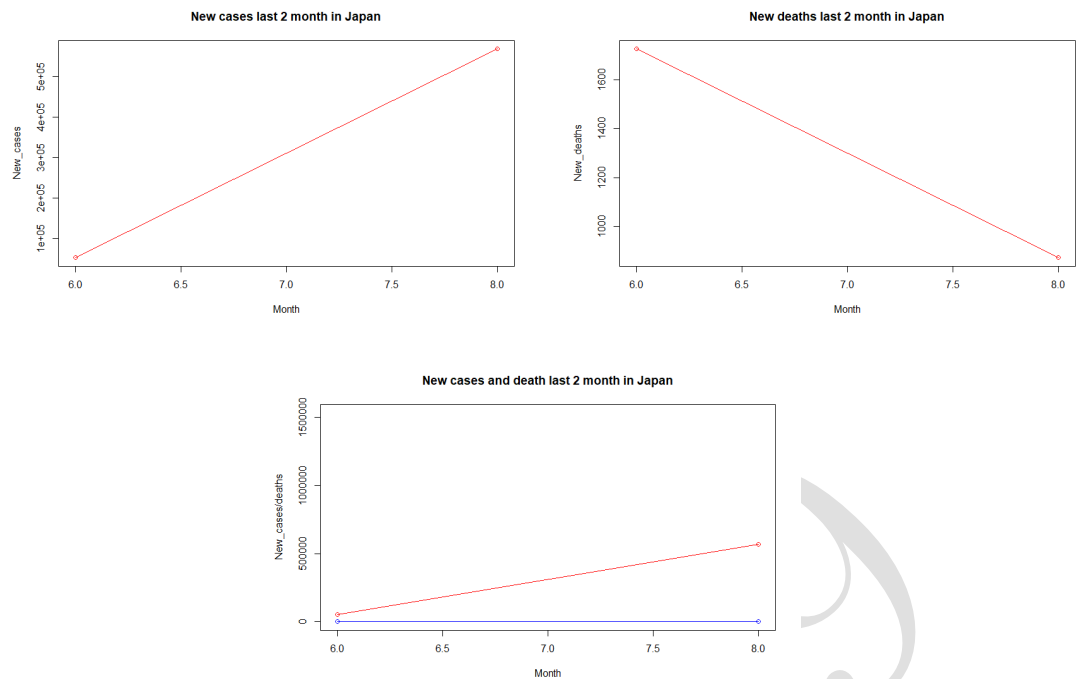 New cases last 2 month in Japan
New_cases
5e+05
4e+05
3e+05
2e+05
1e+05
6.0 6.5 7.0 7.5 8.0
Month
New deaths last 2 month in Japan
New_deaths
1600
1400
1200
1000
6.0 6.5 7.0 7.5 8.0
Month
New cases and death last 2 month in Japan
New_cases/deaths
1500000
1000000
500000
0
6.0 6.5 7.0 7.5 8.0
Month